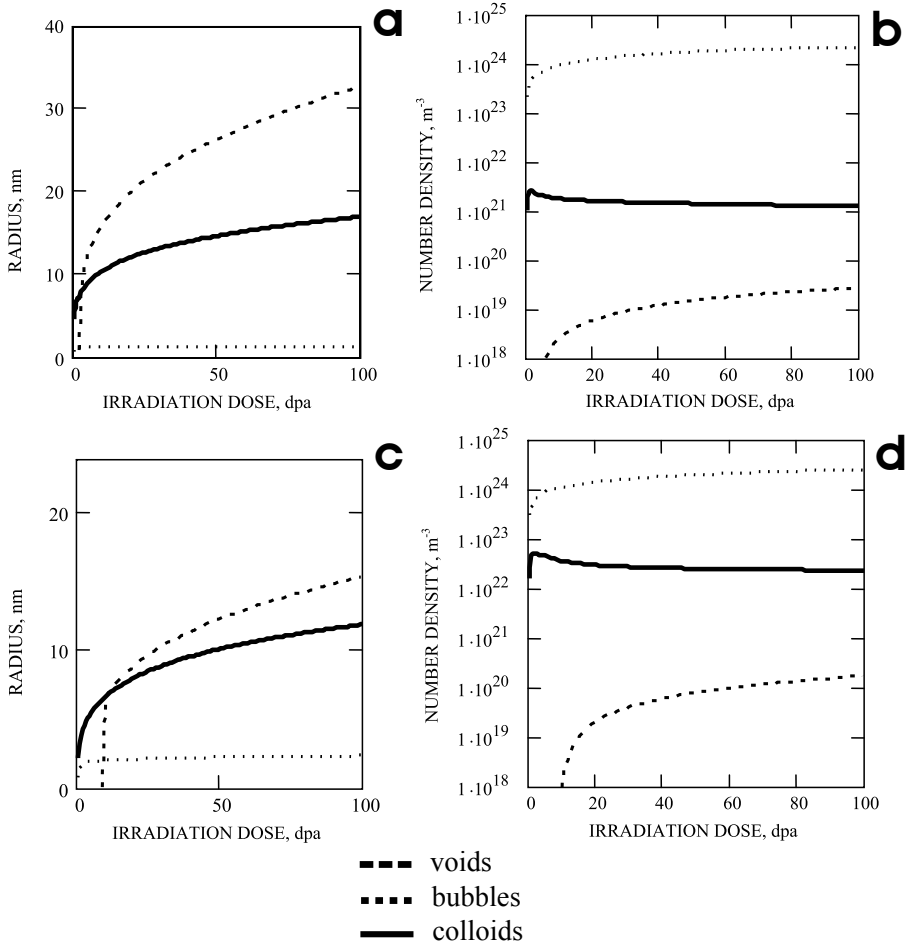 a
40
30
20
10
0
RADIUS, nm
0
50
100
IRRADIATION DOSE, dpa
b
1·10^25
1·10^24
1·10^23
1·10^22
1·10^21
1·10^20
1·10^19
1·10^18
NUMBER DENSITY, m^-3
0 20 40 60 80 100
IRRADIATION DOSE, dpa
c
20
10
0
RADIUS, nm
0 50 100
IRRADIATION DOSE, dpa
d
1·10^25
1·10^24
1·10^23
1·10^22
1·10^21
1·10^20
1·10^19
1·10^18
NUMBER DENSITY, m^-3
0 20 40 60 80 100
IRRADIATION DOSE, dpa
voids
bubbles
colloids